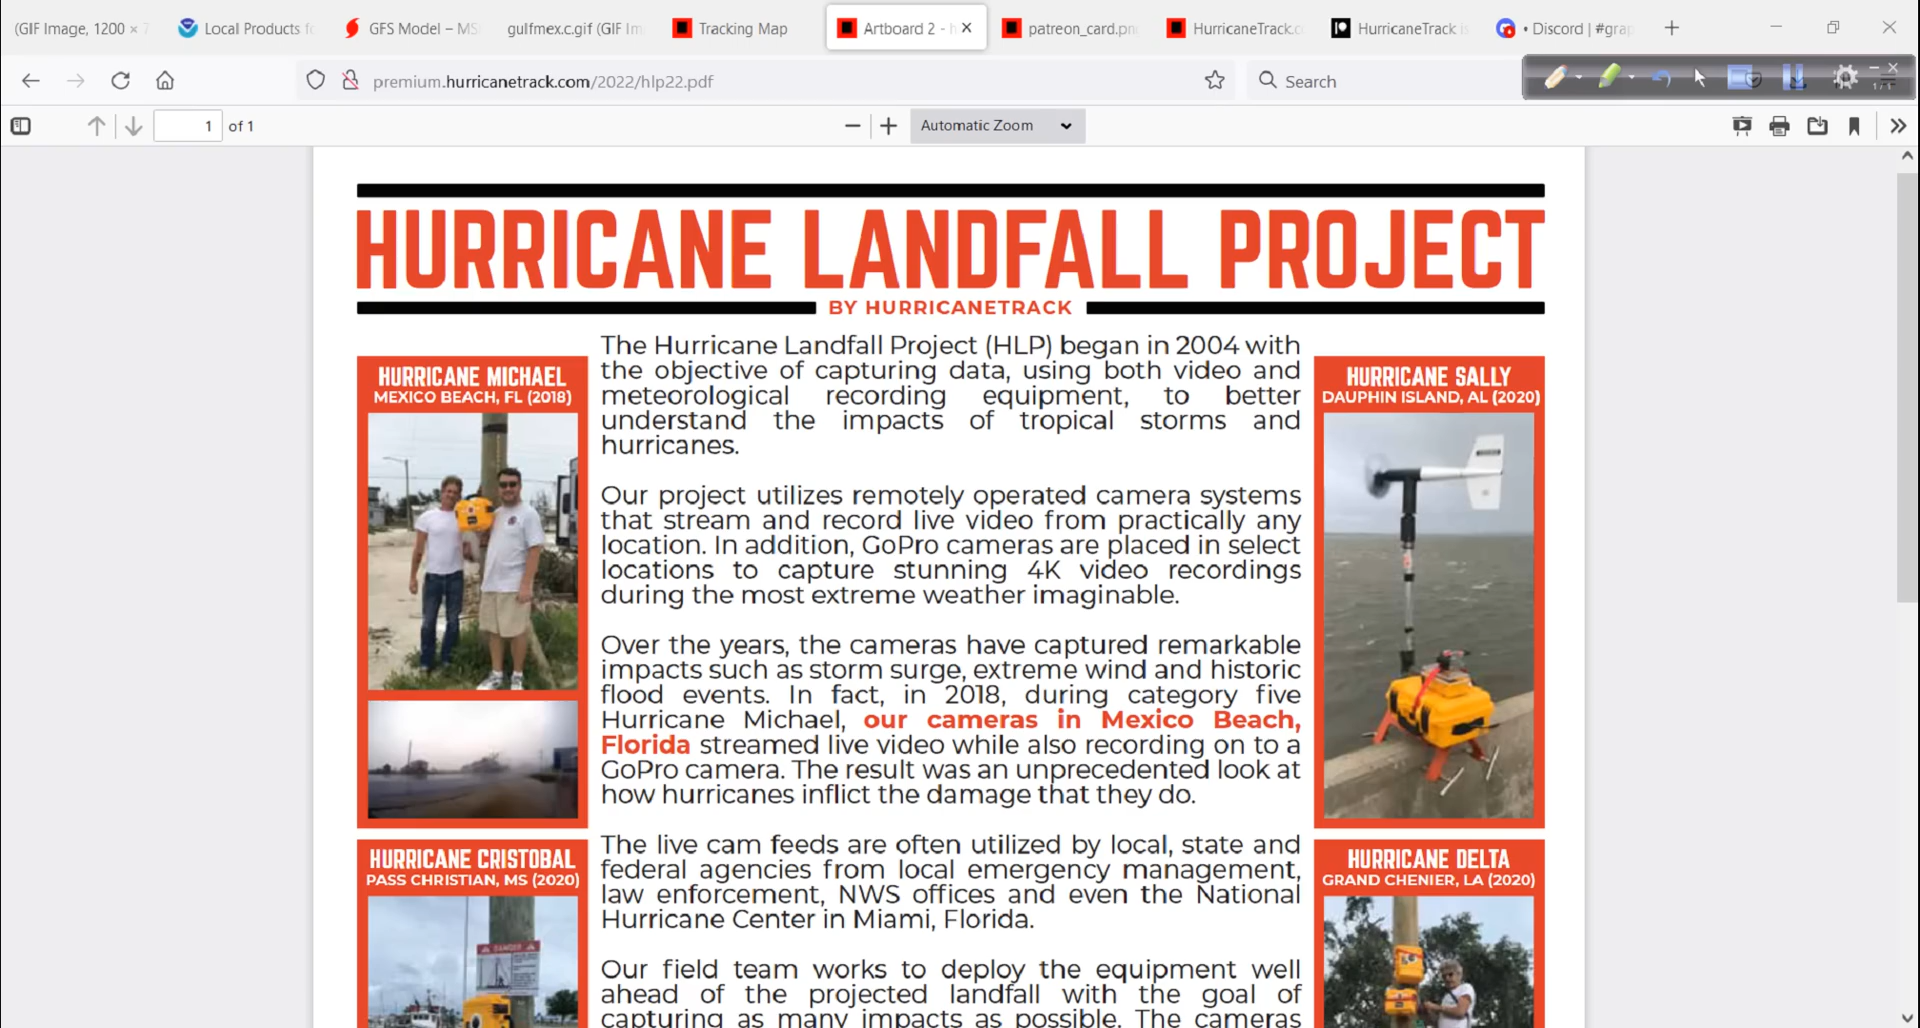 (GIF Image, 1200 × 7
Local Products f
GFS Model – MS
gulfmex.c.gif (GIF Im
Tracking Map
Artboard 2 - h
patreon_card.pn
HurricaneTrack.c
HurricaneTrack is
• Discord | #grap
premium.hurricanetrack.com/2022/hlp22.pdf
Search
1 / 1
1 of 1
Automatic Zoom
HURRICANE LANDFALL PROJECT
BY HURRICANETRACK
HURRICANE MICHAEL
MEXICO BEACH, FL (2018)
HURRICANE CRISTOBAL
PASS CHRISTIAN, MS (2020)
DANGER
The Hurricane Landfall Project (HLP) began in 2004 with
the objective of capturing data, using both video and
meteorological recording equipment, to better
understand the impacts of tropical storms and
hurricanes.
Our project utilizes remotely operated camera systems
that stream and record live video from practically any
location. In addition, GoPro cameras are placed in select
locations to capture stunning 4K video recordings
during the most extreme weather imaginable.
Over the years, the cameras have captured remarkable
impacts such as storm surge, extreme wind and historic
flood events. In fact, in 2018, during category five
Hurricane Michael, our cameras in Mexico Beach,
Florida streamed live video while also recording on to a
GoPro camera. The result was an unprecedented look at
how hurricanes inflict the damage that they do.
The live cam feeds are often utilized by local, state and
federal agencies from local emergency management,
law enforcement, NWS offices and even the National
Hurricane Center in Miami, Florida.
Our field team works to deploy the equipment well
ahead of the projected landfall with the goal of
capturing as many impacts as possible. The cameras
HURRICANE SALLY
DAUPHIN ISLAND, AL (2020)
HURRICANE DELTA
GRAND CHENIER, LA (2020)